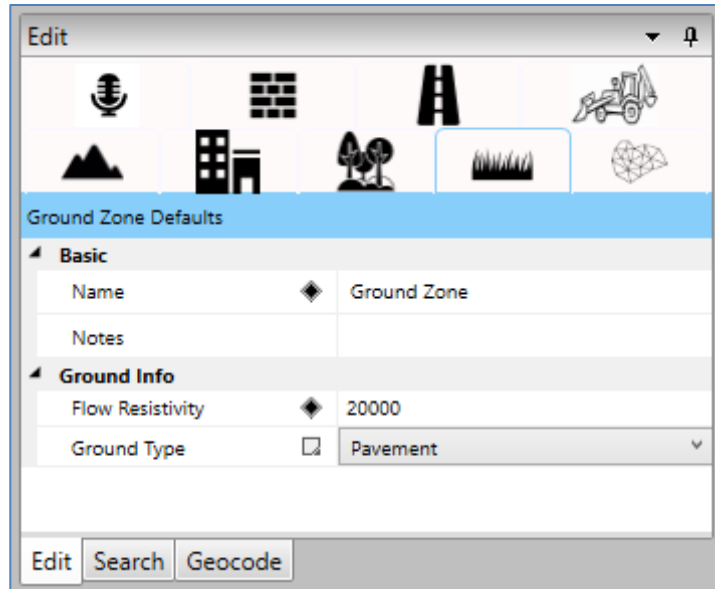 Edit
Ground Zone Defaults
Basic
Name Ground Zone
Notes
Ground Info
Flow Resistivity 20000
Ground Type Pavement
Edit Search Geocode